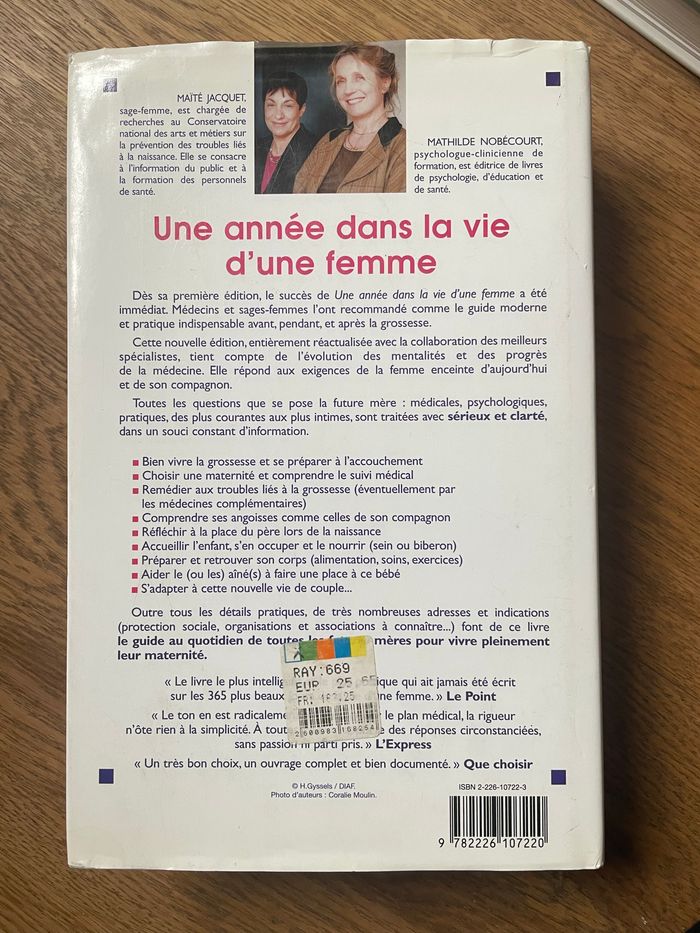 MAÏTÉ JACQUET,
sage-femme, est chargée de
recherches au Conservatoire
national des arts et métiers sur
la prévention des troubles liés
à la naissance. Elle se consacre
à l'information du public et à
la formation des personnels
de santé.
MATHILDE NOBÉCOURT,
psychologue-clinicienne de
formation, est éditrice de livres
de psychologie, d'éducation et
de santé.
Une année dans la vie
d'une femme
Dès sa première édition, le succès de Une année dans la vie d'une femme a été
immédiat. Médecins et sages-femmes l'ont recommandé comme le guide moderne
et pratique indispensable avant, pendant, et après la grossesse.
Cette nouvelle édition, entièrement réactualisée avec la collaboration des meilleurs
spécialistes, tient compte de l'évolution des mentalités et des progrès
de la médecine. Elle répond aux exigences de la femme enceinte d'aujourd'hui
et de son compagnon.
Toutes les questions que se pose la future mère : médicales, psychologiques,
pratiques, des plus courantes aux plus intimes, sont traitées avec sérieux et clarté,
dans un souci constant d'information.
■ Bien vivre la grossesse et se préparer à l'accouchement
■ Choisir une maternité et comprendre le suivi médical
■ Remédier aux troubles liés à la grossesse (éventuellement par
les médecines complémentaires)
■ Comprendre ses angoisses comme celles de son compagnon
■ Réfléchir à la place du père lors de la naissance
■ Accueillir l'enfant, s'en occuper et le nourrir (sein ou biberon)
■ Préparer et retrouver son corps (alimentation, soins, exercices)
■ Aider le (ou les) aîné(s) à faire une place à ce bébé
■ S'adapter à cette nouvelle vie de couple...
Outre tous les détails pratiques, de très nombreuses adresses et indications
(protection sociale, organisations et associations à connaître...) font de ce livre
le guide au quotidien de toutes les mères pour vivre pleinement
leur maternité.
RAY:669
EUR 25,65
2600983168254
« Le livre le plus que qui ait jamais été écrit
sur les 365 plus beaux une femme. » Le Point
« Le ton en est le plan médical, la rigueur
n'ôte rien à la simplicité. À des réponses circonstanciées,
sans passion ni parti pris. » L'Express
« Un très bon choix, un ouvrage complet et bien documenté. » Que choisir
© H.Gyssels / DIAF.
Photo d'auteurs : Coralie Moulin.
ISBN 2-226-10722-3
9 782226 107220